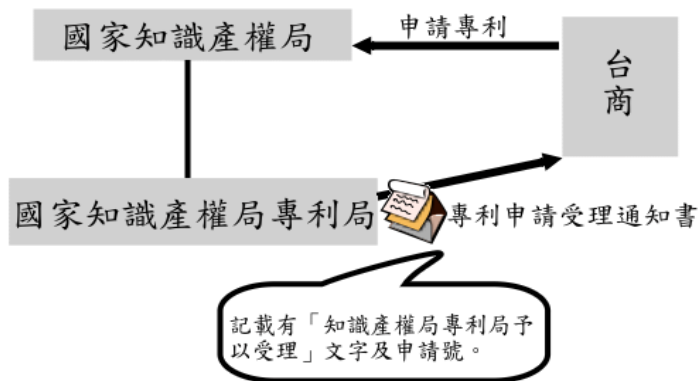 國家知識產權局
申請專利
台
商
國家知識產權局專利局
專利申請受理通知書
記載有「知識產權局專利局予
以受理」文字及申請號。